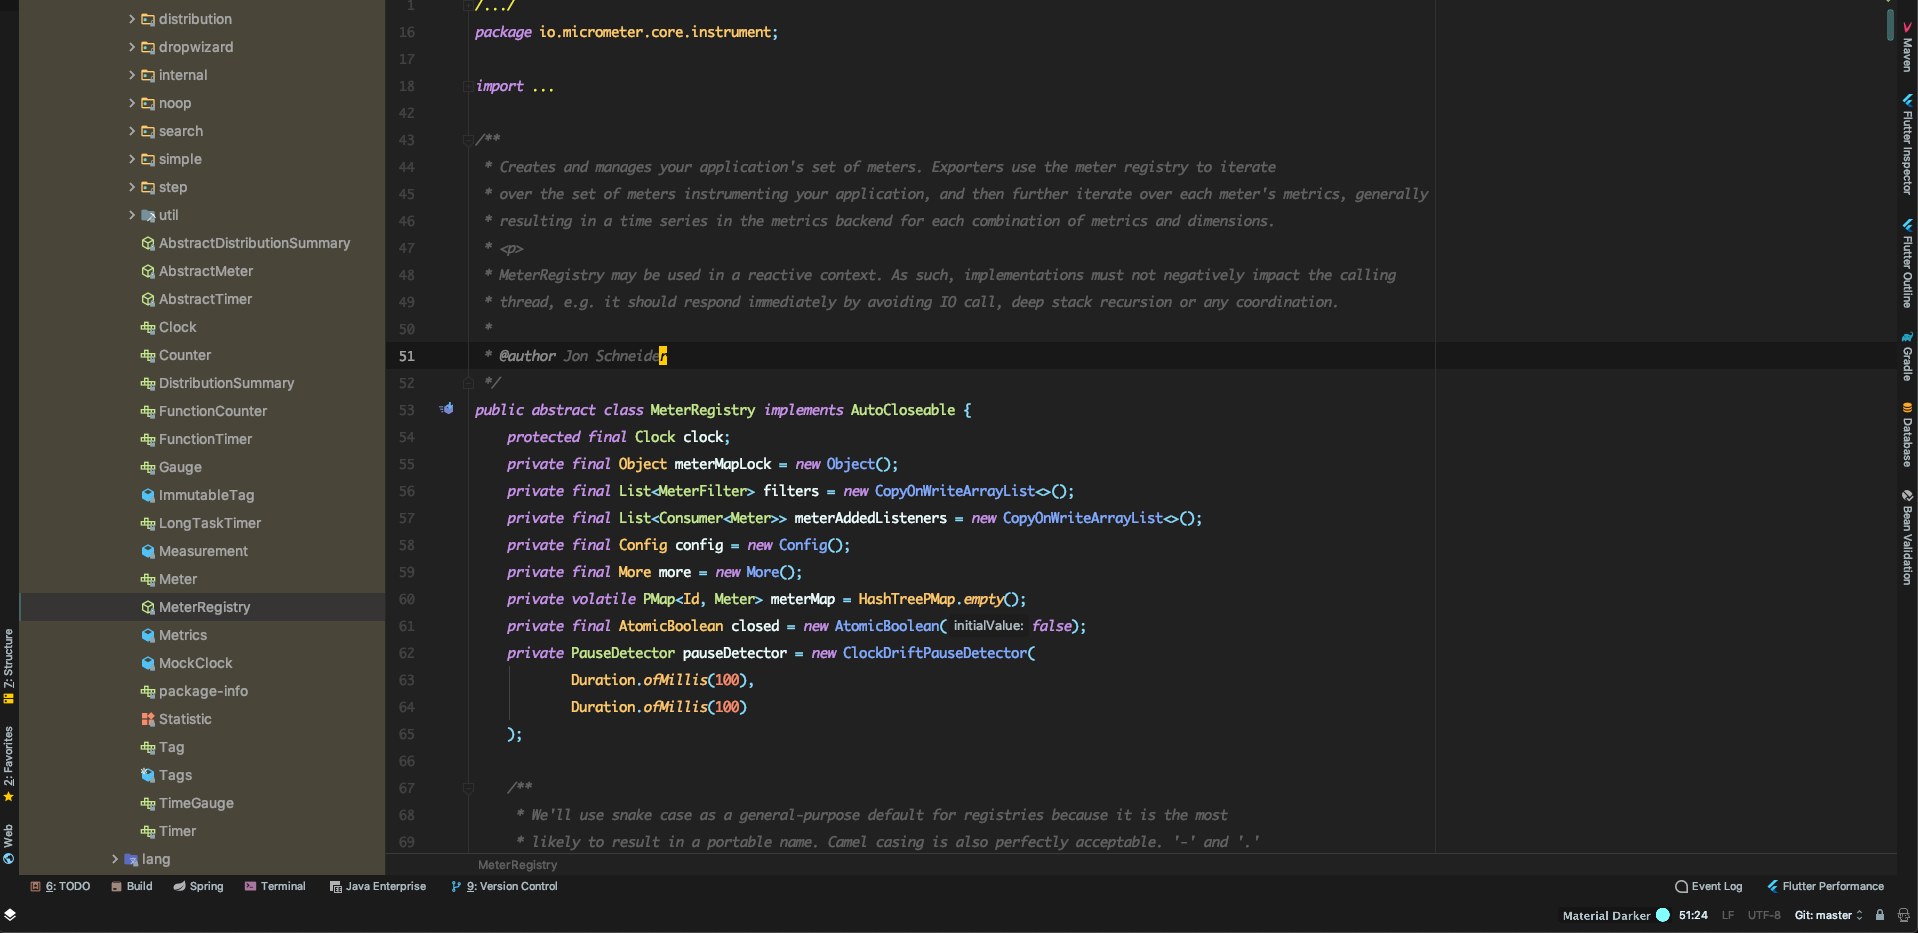 distribution
dropwizard
internal
noop
search
simple
step
util
AbstractDistributionSummary
AbstractMeter
AbstractTimer
Clock
Counter
DistributionSummary
FunctionCounter
FunctionTimer
Gauge
ImmutableTag
LongTaskTimer
Measurement
Meter
MeterRegistry
Metrics
MockClock
package-info
Statistic
Tag
Tags
TimeGauge
Timer
lang
Z: Structure
2: Favorites
Web
1 /.../
16 package io.micrometer.core.instrument;
17
18 import ...
42
43 /**
44 * Creates and manages your application's set of meters. Exporters use the meter registry to iterate
45 * over the set of meters instrumenting your application, and then further iterate over each meter's metrics, generally
46 * resulting in a time series in the metrics backend for each combination of metrics and dimensions.
47 * <p>
48 * MeterRegistry may be used in a reactive context. As such, implementations must not negatively impact the calling
49 * thread, e.g. it should respond immediately by avoiding IO call, deep stack recursion or any coordination.
50 *
51 * @author Jon Schneider
52 */
53 public abstract class MeterRegistry implements AutoCloseable {
54 protected final Clock clock;
55 private final Object meterMapLock = new Object();
56 private final List<MeterFilter> filters = new CopyOnWriteArrayList<>();
57 private final List<Consumer<Meter>> meterAddedListeners = new CopyOnWriteArrayList<>();
58 private final Config config = new Config();
59 private final More more = new More();
60 private volatile PMap<Id, Meter> meterMap = HashTreePMap.empty();
61 private final AtomicBoolean closed = new AtomicBoolean( initialValue: false);
62 private PauseDetector pauseDetector = new ClockDriftPauseDetector(
63 Duration.ofMillis(100),
64 Duration.ofMillis(100)
65 );
66
67 /**
68 * We'll use snake case as a general-purpose default for registries because it is the most
69 * likely to result in a portable name. Camel casing is also perfectly acceptable. '-' and '.'
MeterRegistry
Maven
Flutter Inspector
Flutter Outline
Gradle
Database
Bean Validation
6: TODO Build Spring Terminal Java Enterprise 9: Version Control Event Log Flutter Performance
Material Darker 51:24 LF UTF-8 Git: master